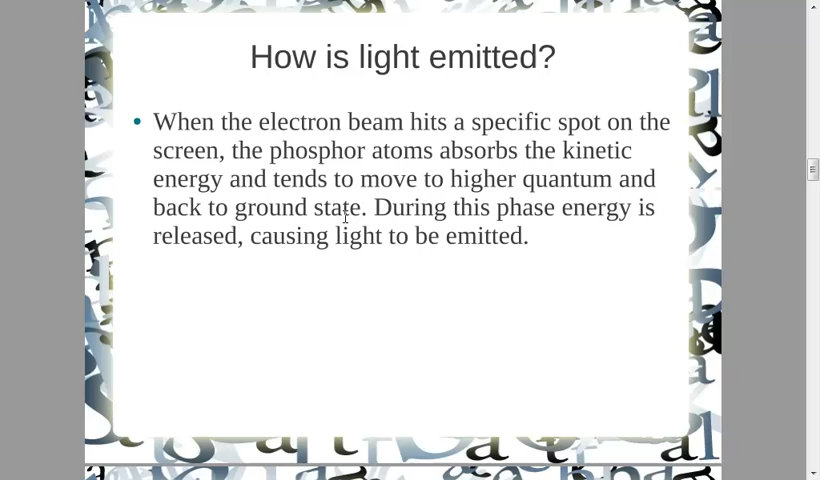 How is light emitted?
• When the electron beam hits a specific spot on the
screen, the phosphor atoms absorbs the kinetic
energy and tends to move to higher quantum and
back to ground state. During this phase energy is
released, causing light to be emitted.